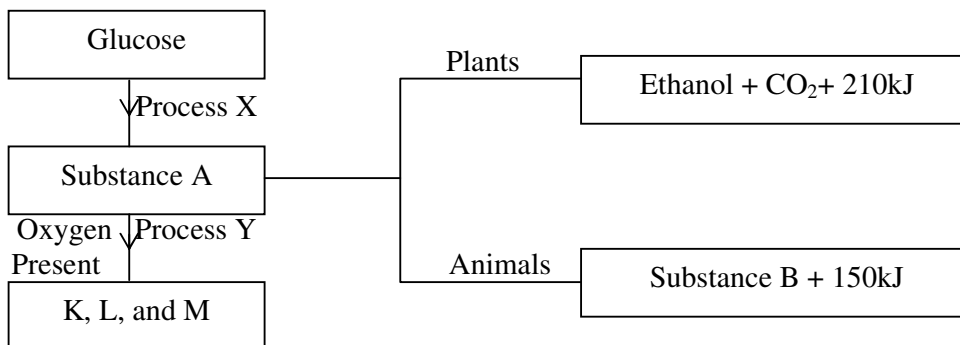 Glucose
Process X
Substance A
Oxygen Process Y
Present
K, L, and M
Plants
Ethanol + CO₂+ 210kJ
Animals
Substance B + 150kJ